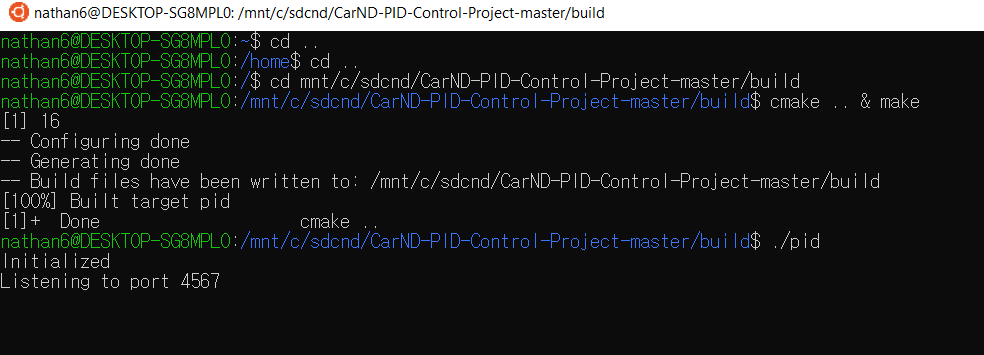 nathan6@DESKTOP-SG8MPL0: /mnt/c/sdcnd/CarND-PID-Control-Project-master/build
nathan6@DESKTOP-SG8MPL0:~$ cd ..
nathan6@DESKTOP-SG8MPL0:/home$ cd ..
nathan6@DESKTOP-SG8MPL0:/$ cd mnt/c/sdcnd/CarND-PID-Control-Project-master/build
nathan6@DESKTOP-SG8MPL0:/mnt/c/sdcnd/CarND-PID-Control-Project-master/build$ cmake .. & make
[1] 16
-- Configuring done
-- Generating done
-- Build files have been written to: /mnt/c/sdcnd/CarND-PID-Control-Project-master/build
[100%] Built target pid
[1]+  Done                    cmake ..
nathan6@DESKTOP-SG8MPL0:/mnt/c/sdcnd/CarND-PID-Control-Project-master/build$ ./pid
Initialized
Listening to port 4567